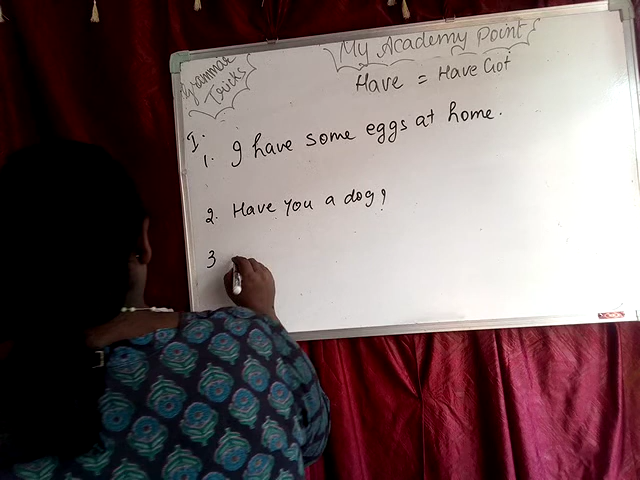 Grammar
Tricks
My Academy Point
Have = Have Got
I.
1. I have some eggs at home.
2. Have you a dog?
3